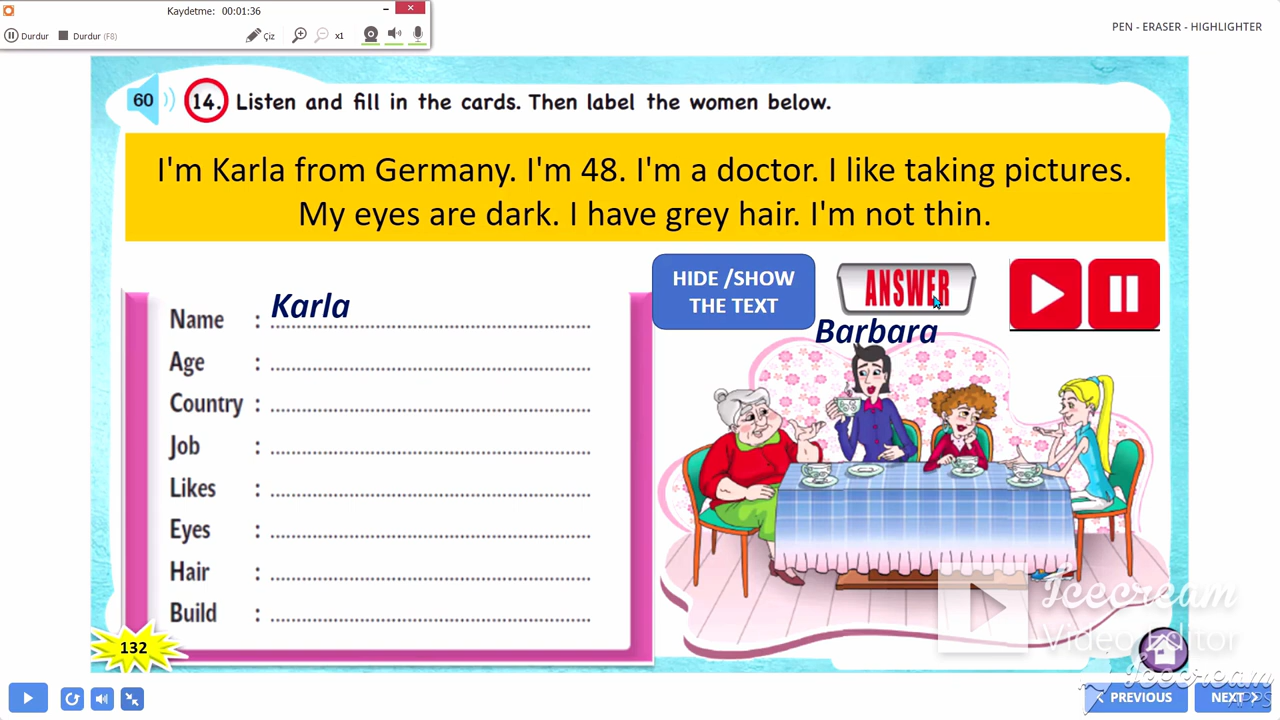 Kaydetme: 00:01:36
Durdur Durdur (F8) Çiz x1
PEN - ERASER - HIGHLIGHTER
60 14. Listen and fill in the cards. Then label the women below.
I'm Karla from Germany. I'm 48. I'm a doctor. I like taking pictures.
My eyes are dark. I have grey hair. I'm not thin.
HIDE /SHOW
THE TEXT
ANSWER
Barbara
Name : Karla
Age :
Country :
Job :
Likes :
Eyes :
Hair :
Build :
132
Icecream
Video Editor
Icecream
APPS
PREVIOUS
NEXT